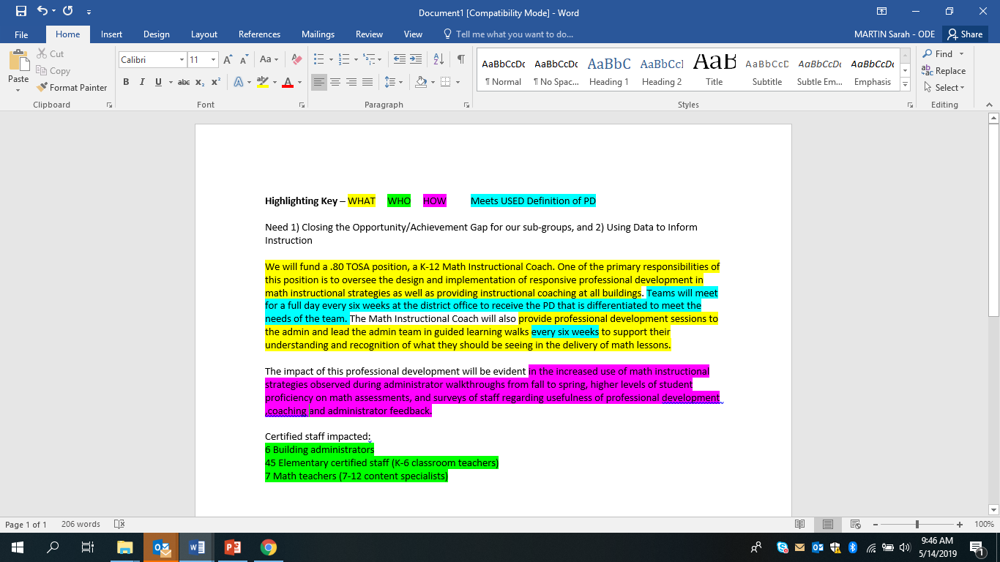 Document1 [Compatibility Mode] - Word
File Home Insert Design Layout References Mailings Review View Tell me what you want to do... MARTIN Sarah - ODE Share
Paste
Cut
Copy
Format Painter
Clipboard
Calibri 11
Font
Paragraph
AaBbCcDc AaBbCcDc AaBbC AaBbCc AaB AaBbCcD AaBbCcDc AaBbCcDc
¶ Normal ¶ No Spac... Heading 1 Heading 2 Title Subtitle Subtle Em... Emphasis
Styles
Find
Replace
Select
Editing
Highlighting Key – WHAT WHO HOW Meets USED Definition of PD
Need 1) Closing the Opportunity/Achievement Gap for our sub-groups, and 2) Using Data to Inform
Instruction
We will fund a .80 TOSA position, a K-12 Math Instructional Coach. One of the primary responsibilities of
this position is to oversee the design and implementation of responsive professional development in
math instructional strategies as well as providing instructional coaching at all buildings. Teams will meet
for a full day every six weeks at the district office to receive the PD that is differentiated to meet the
needs of the team. The Math Instructional Coach will also provide professional development sessions to
the admin and lead the admin team in guided learning walks every six weeks to support their
understanding and recognition of what they should be seeing in the delivery of math lessons.
The impact of this professional development will be evident in the increased use of math instructional
strategies observed during administrator walkthroughs from fall to spring, higher levels of student
proficiency on math assessments, and surveys of staff regarding usefulness of professional development
,coaching and administrator feedback.
Certified staff impacted:
6 Building administrators
45 Elementary certified staff (K-6 classroom teachers)
7 Math teachers (7-12 content specialists)
Page 1 of 1 206 words 100%
9:46 AM
5/14/2019